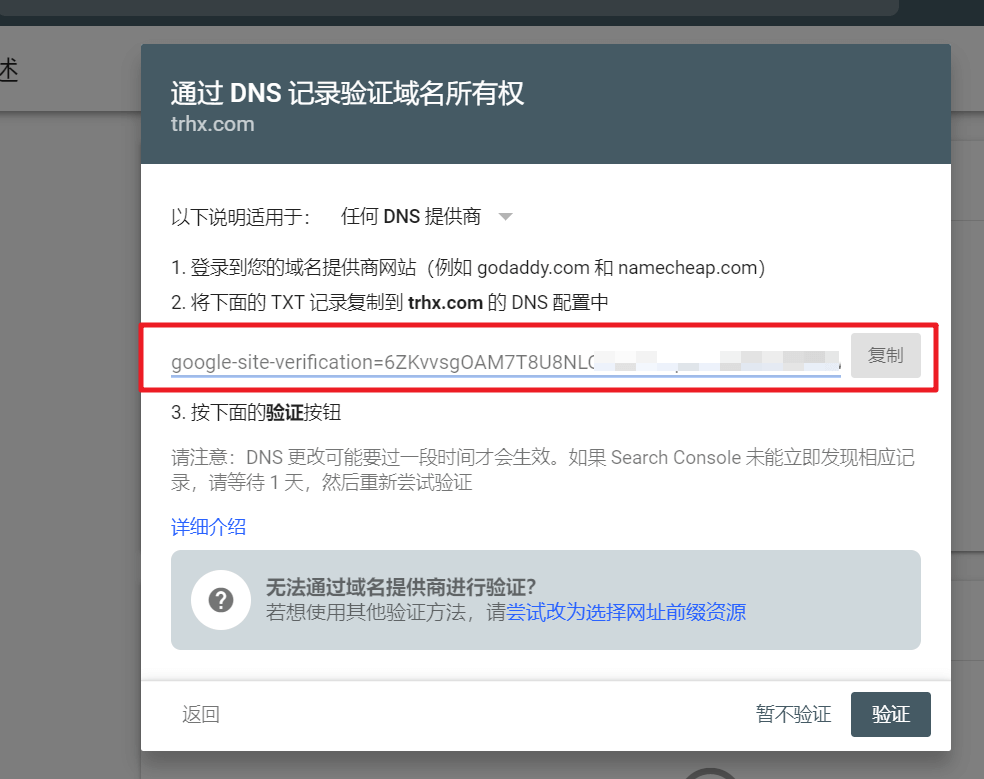 述
通过 DNS 记录验证域名所有权
trhx.com
以下说明适用于： 任何 DNS 提供商
1. 登录到您的域名提供商网站（例如 godaddy.com 和 namecheap.com）
2. 将下面的 TXT 记录复制到 trhx.com 的 DNS 配置中
google-site-verification=6ZKvvsgOAM7T8U8NL 复制
3. 按下面的验证按钮
请注意：DNS 更改可能要过一段时间才会生效。如果 Search Console 未能立即发现相应记
录，请等待 1 天，然后重新尝试验证
详细介绍
无法通过域名提供商进行验证？
若想使用其他验证方法，请尝试改为选择网址前缀资源
返回 暂不验证 验证